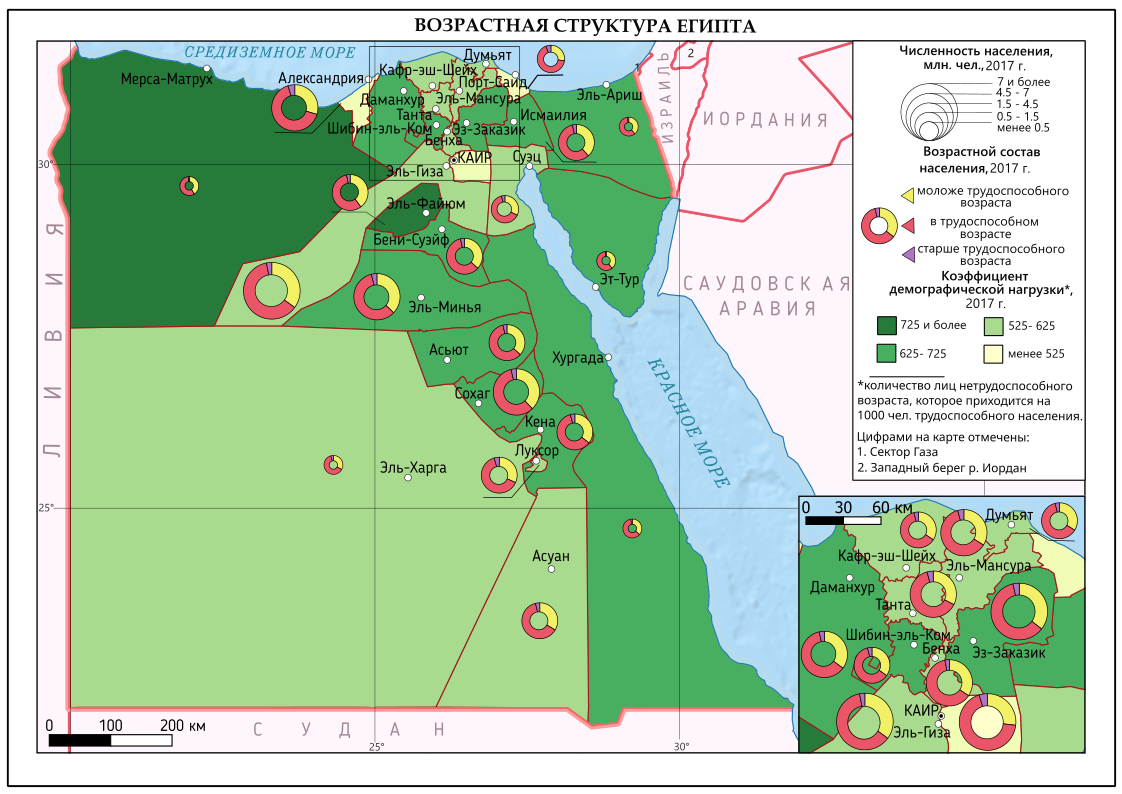 ВОЗРАСТНАЯ СТРУКТУРА ЕГИПТА
СРЕДИЗЕМНОЕ МОРЕ
Мерса-Матрух
Александрия
Думьят
Кафр-эш-Шейх
Порт-Саид
Даманхур
Эль-Мансура
Танта
Исмаилия
Шибин-эль-Ком
Эз-Заказик
Бенха
Эль-Ариш
КАИР
Суэц
Эль-Гиза
Эль-Файюм
Бени-Суэйф
Эль-Минья
Эт-Тур
Асьют
Хургада
Сохаг
Кена
Луксор
Эль-Харга
Асуан
КРАСНОЕ МОРЕ
ЛИВИЯ
СУДАН
ИЗРАИЛЬ
ИОРДАНИЯ
САУДОВСКАЯ
АРАВИЯ
1
2
30°
25°
25°
30°
0 100 200 км
Численность населения,
млн. чел., 2017 г.
7 и более
4.5 - 7
1.5 - 4.5
0.5 - 1.5
менее 0.5
Возрастной состав
населения, 2017 г.
моложе трудоспособного
возраста
в трудоспособном
возрасте
старше трудоспособного
возраста
Коэффициент
демографической нагрузки*,
2017 г.
725 и более
525- 625
625- 725
менее 525
*количество лиц нетрудоспособного
возраста, которое приходится на
1000 чел. трудоспособного населения.
Цифрами на карте отмечены:
1. Сектор Газа
2. Западный берег р. Иордан
0 30 60 км
Думьят
Кафр-эш-Шейх
Эль-Мансура
Даманхур
Танта
Шибин-эль-Ком
Бенха
Эз-Заказик
КАИР
Эль-Гиза